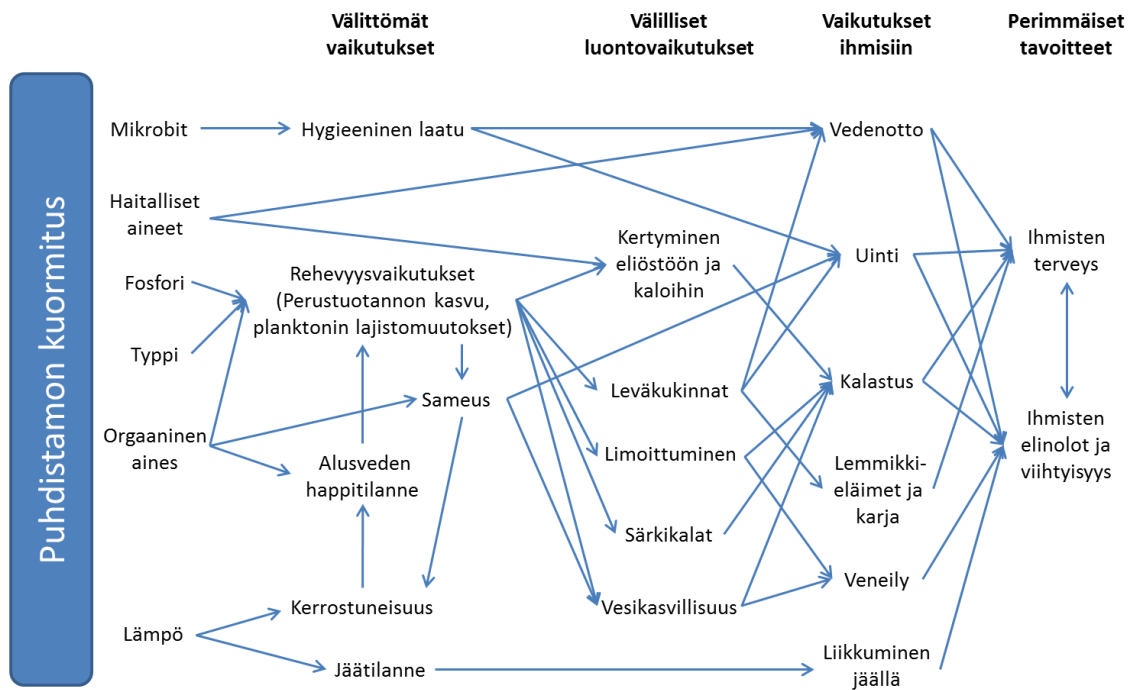 Välittömät
vaikutukset
Välilliset
luontovaikutukset
Vaikutukset
ihmisiin
Perimmäiset
tavoitteet
Puhdistamon kuormitus
Mikrobit
Haitalliset
aineet
Fosfori
Typpi
Orgaaninen
aines
Lämpö
Hygieeninen laatu
Rehevyysvaikutukset
(Perustuotannon kasvu,
planktonin lajistomuutokset)
Sameus
Alusveden
happitilanne
Kerrostuneisuus
Jäätilanne
Kertyminen
eliöstöön ja
kaloihin
Leväkukinnat
Limoittuminen
Särkikalat
Vesikasvillisuus
Vedenotto
Uinti
Kalastus
Lemmikki-
eläimet ja
karja
Veneily
Liikkuminen
jäällä
Ihmisten
terveys
Ihmisten
elinolot ja
viihtyisyys